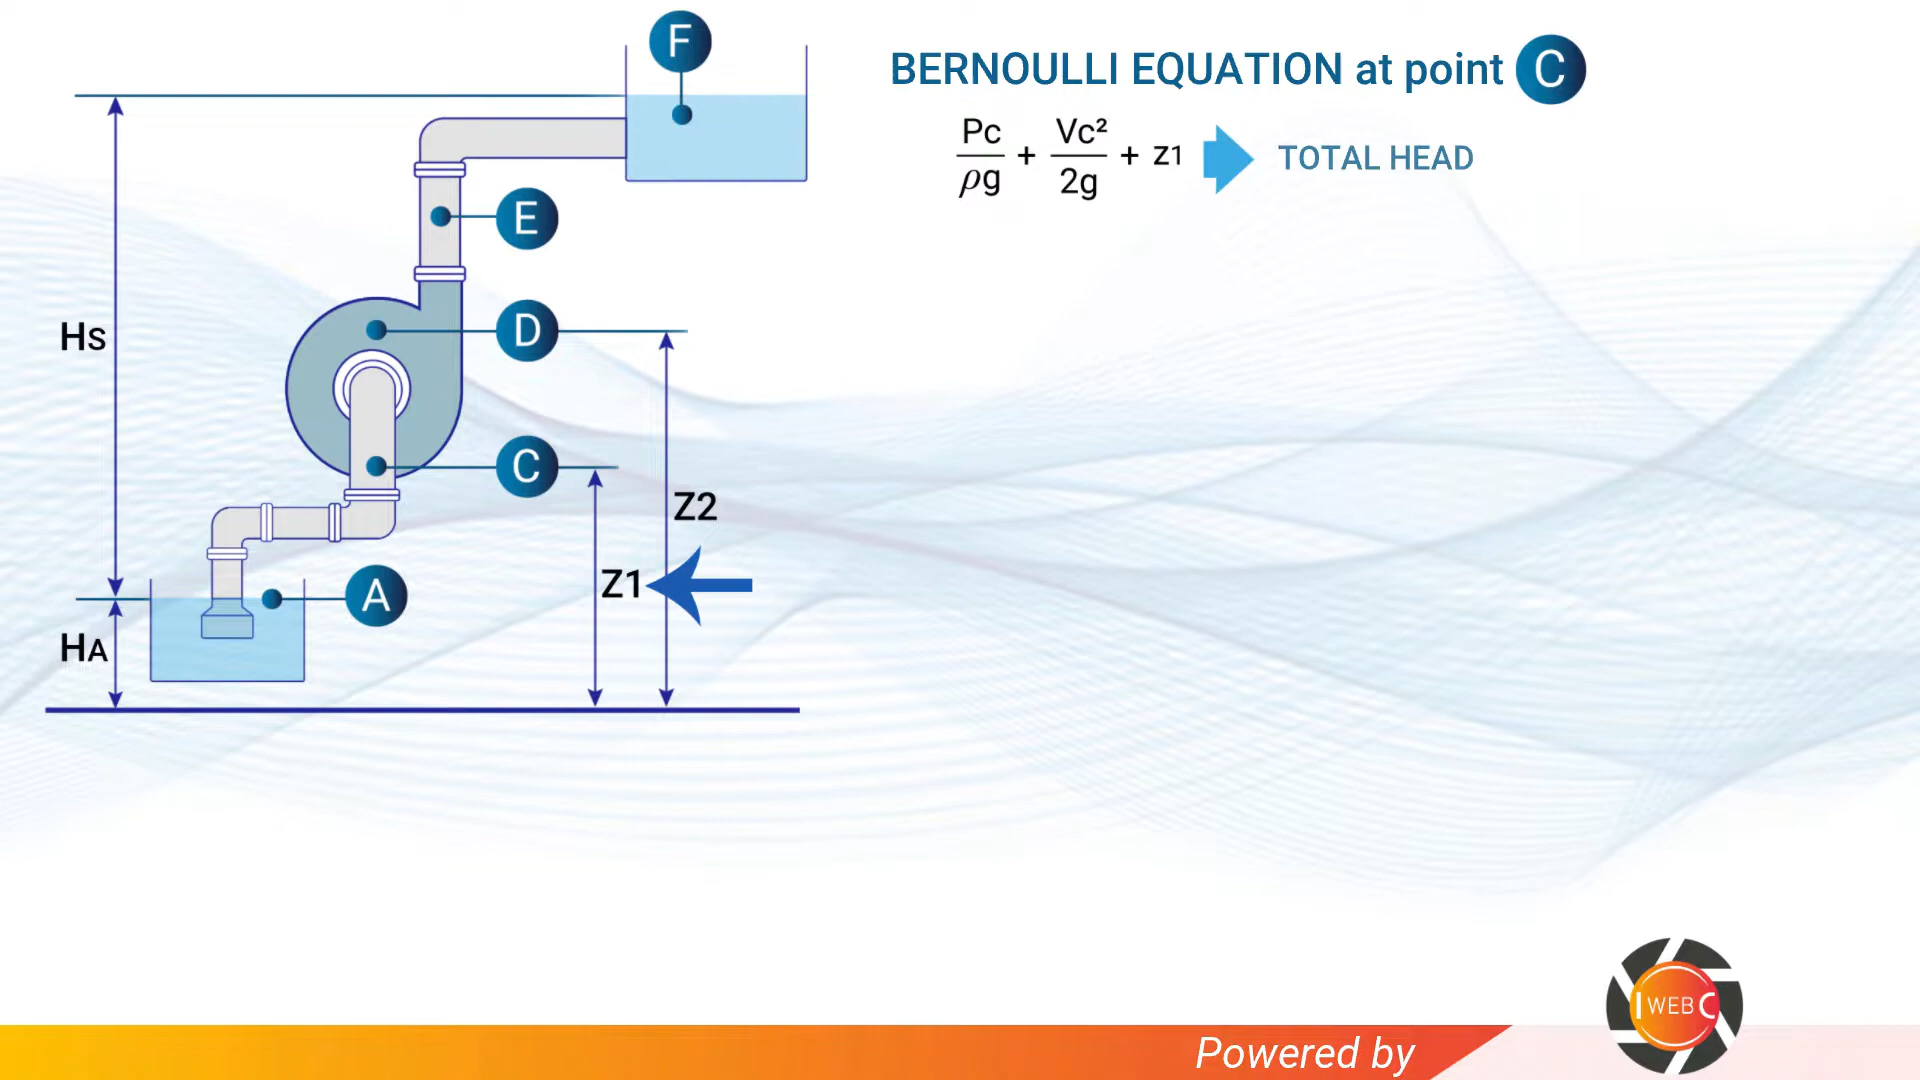 F
BERNOULLI EQUATION at point C
Pc/ρg + Vc²/2g + z1 TOTAL HEAD
E
D
Hs
C
Z2
Z1
A
HA
I WEB C
Powered by